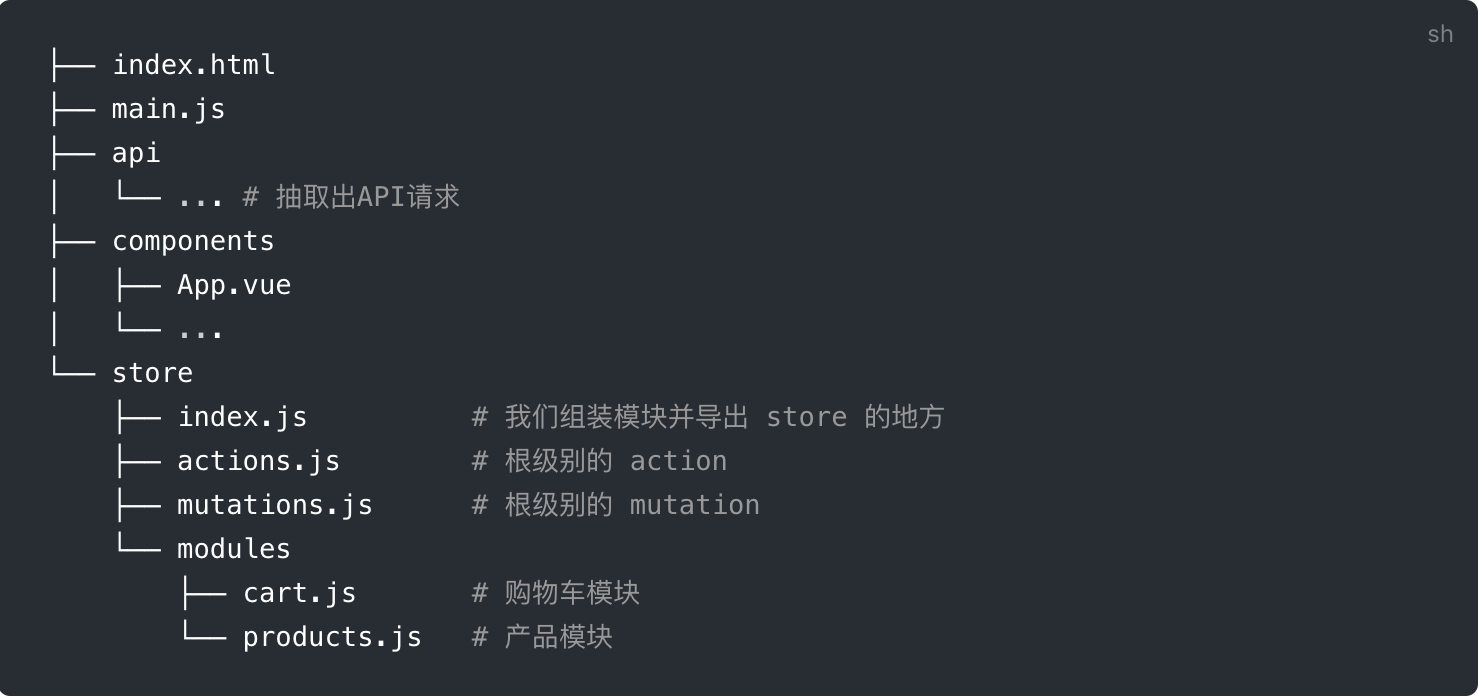 sh
├── index.html
├── main.js
├── api
│   └── ... # 抽取出API请求
├── components
│   ├── App.vue
│   └── ...
└── store
    ├── index.js          # 我们组装模块并导出 store 的地方
    ├── actions.js        # 根级别的 action
    ├── mutations.js      # 根级别的 mutation
    └── modules
        ├── cart.js       # 购物车模块
        └── products.js   # 产品模块